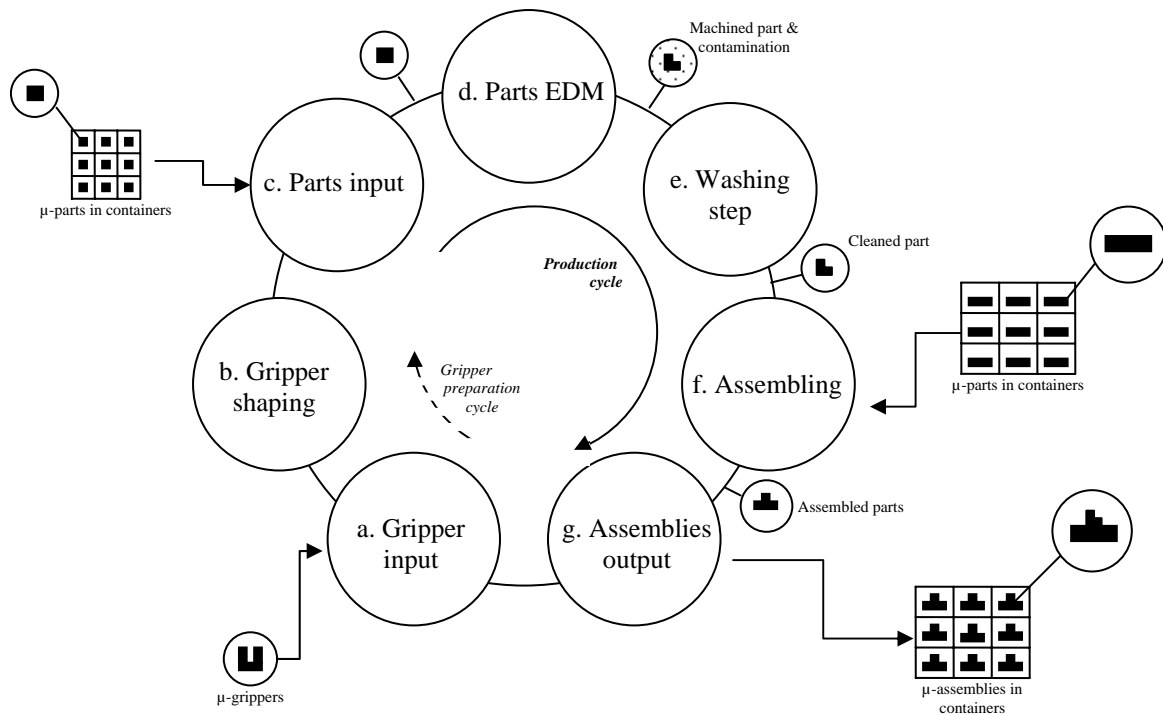 Machined part &
contamination
d. Parts EDM
c. Parts input
e. Washing
step
µ-parts in containers
Cleaned part
Production
cycle
b. Gripper
shaping
Gripper
preparation
cycle
f. Assembling
µ-parts in containers
a. Gripper
input
g. Assemblies
output
Assembled parts
µ-grippers
µ-assemblies in
containers